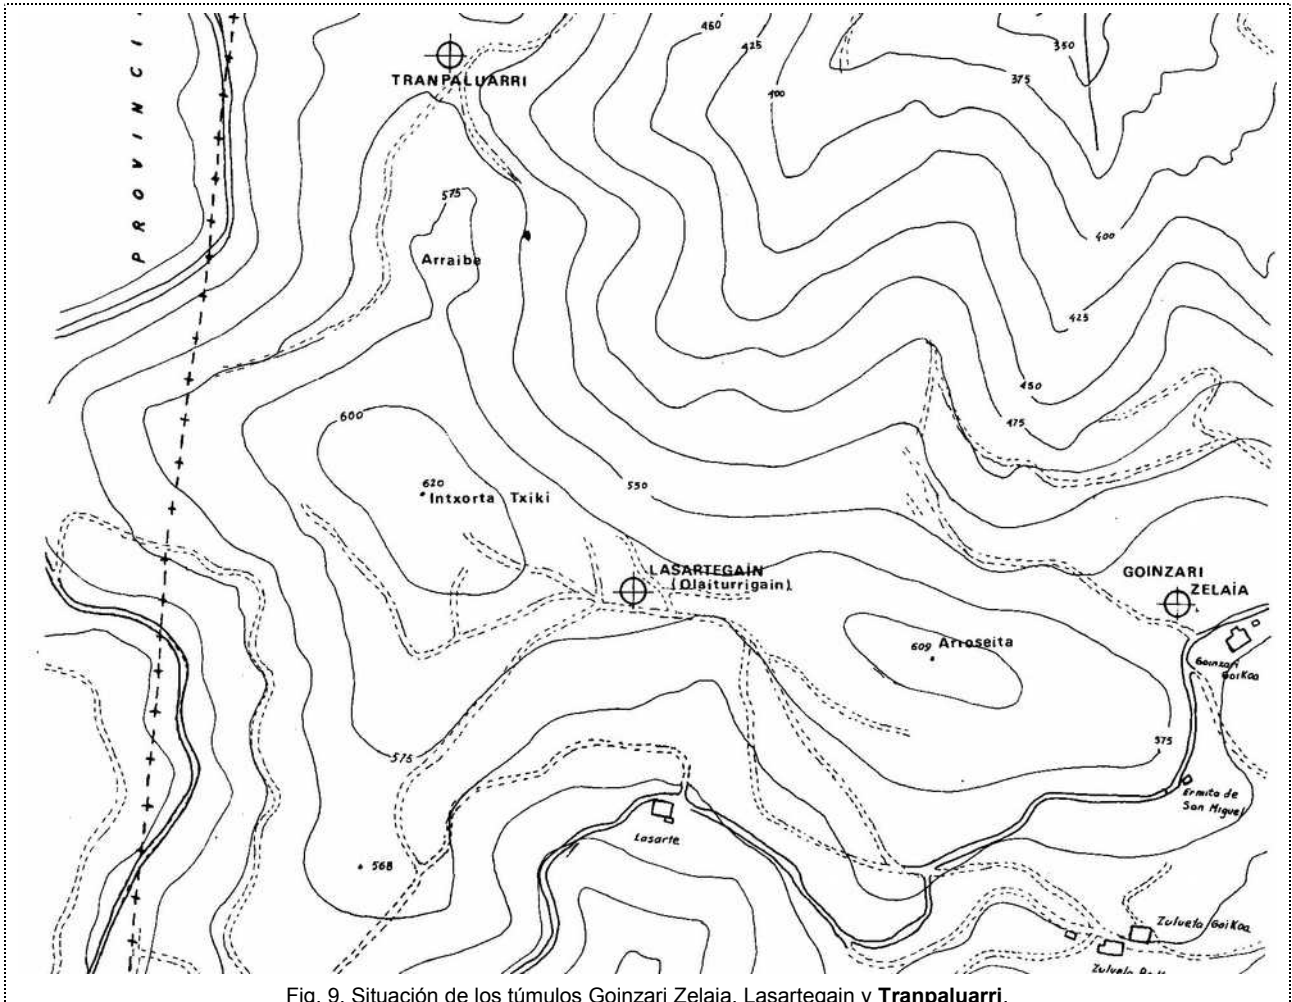 PROVINCI
TRANPALUARRI
460
425
400
350
375
575
Arraibe
400
425
450
475
600
620
Intxorta Txiki
550
LASARTEGAIN
(Olaiturrigain)
GOINZARI
ZELAIA
609 Arroseita
Goinzari
Goikoa
575
575
Ermita de
San Miguel
Lasarte
568
Zulueta Goikoa
Zulueta
Fig. 9. Situación de los túmulos Goinzari Zelaia, Lasartegain y Tranpaluarri.